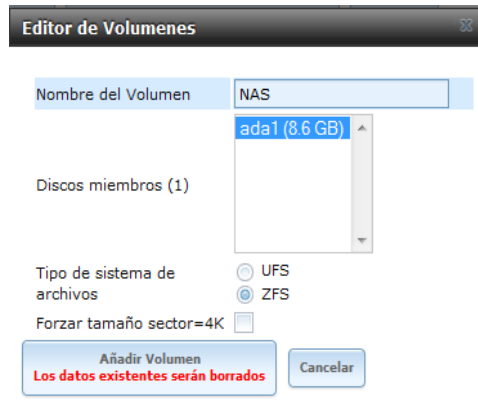 Editor de Volumenes
Nombre del Volumen NAS
ada1 (8.6 GB)
Discos miembros (1)
Tipo de sistema de
archivos
UFS
ZFS
Forzar tamaño sector=4K
Añadir Volumen
Los datos existentes serán borrados
Cancelar